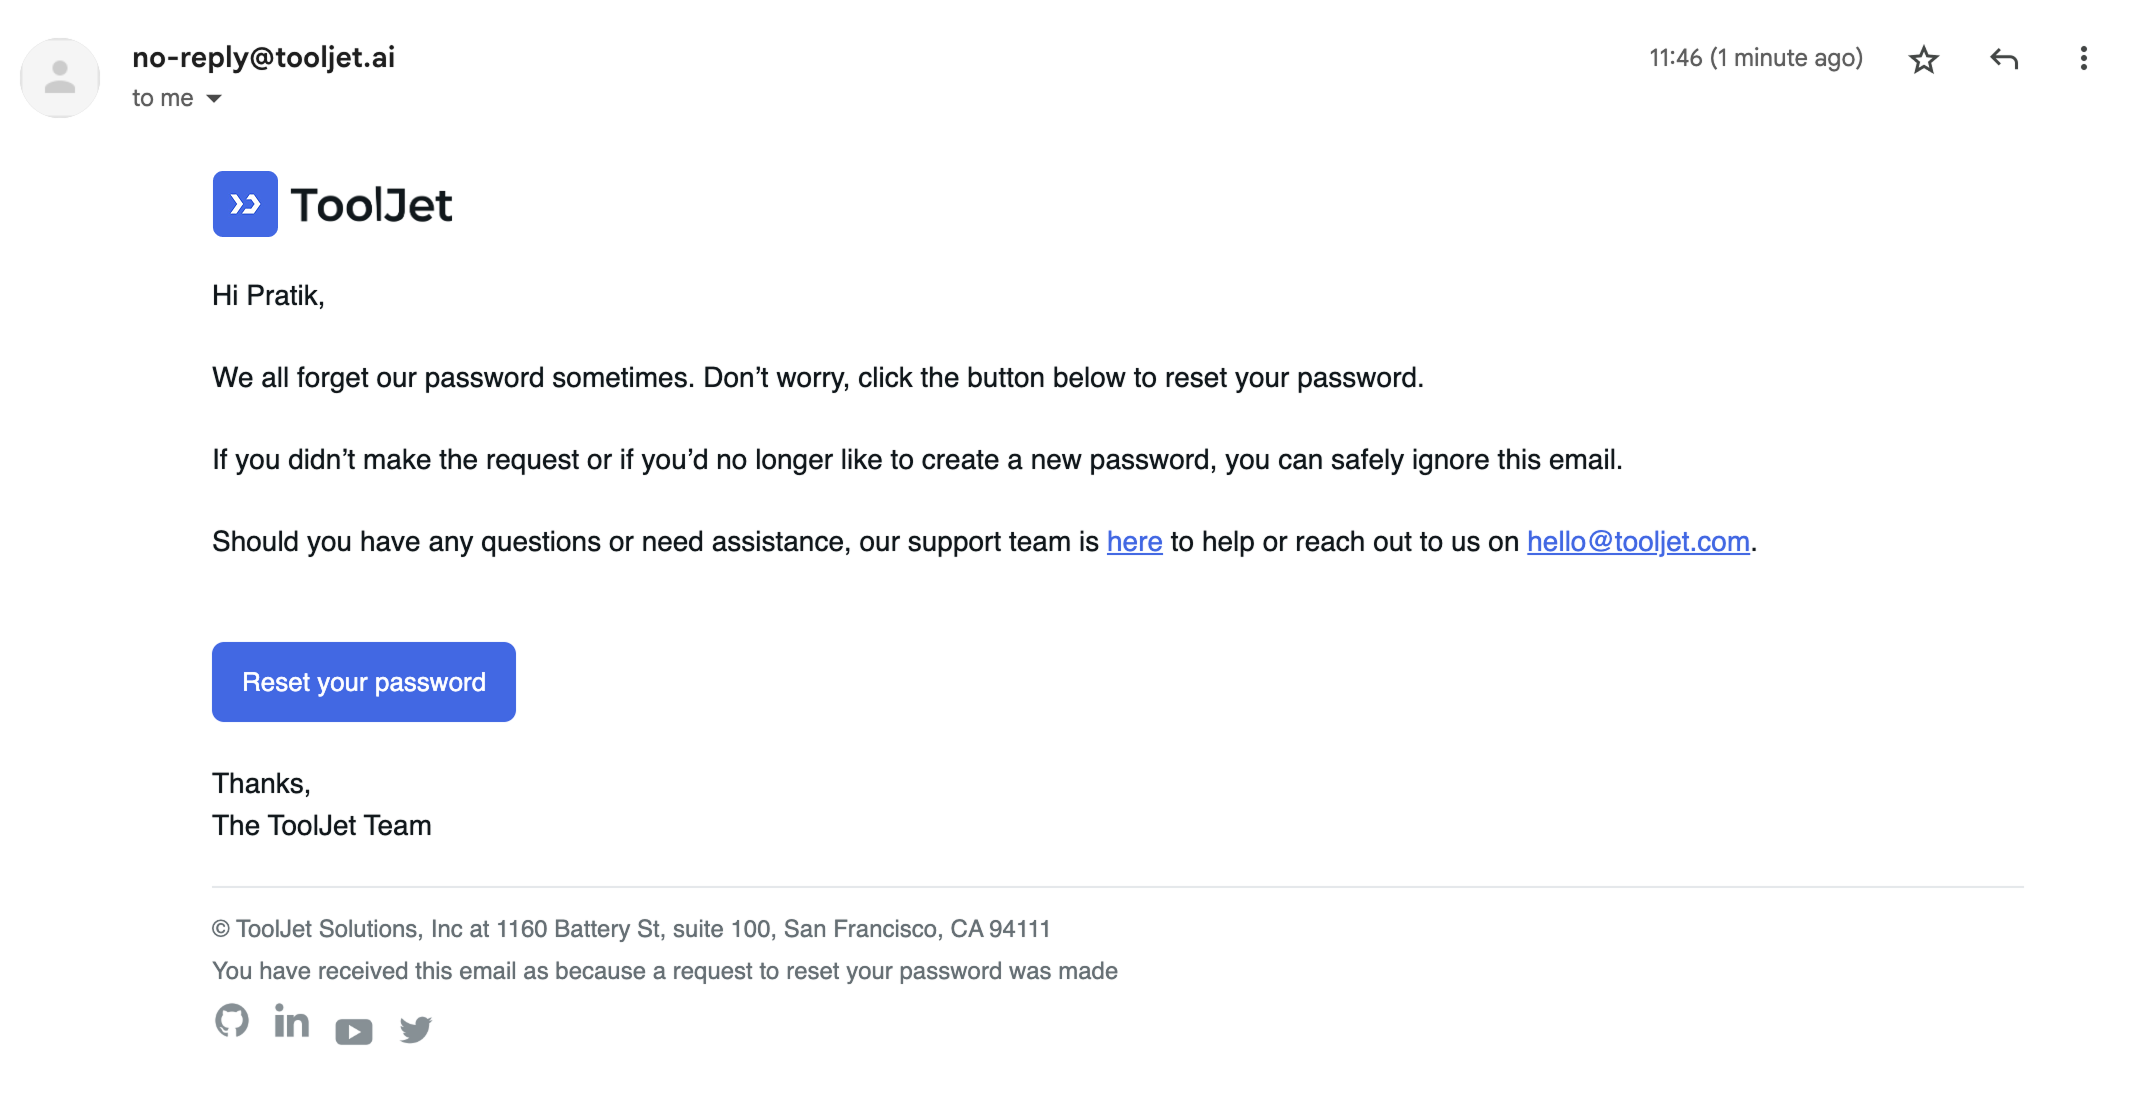 no-reply@tooljet.ai
11:46 (1 minute ago)
to me
ToolJet
Hi Pratik,
We all forget our password sometimes. Don’t worry, click the button below to reset your password.
If you didn’t make the request or if you’d no longer like to create a new password, you can safely ignore this email.
Should you have any questions or need assistance, our support team is here to help or reach out to us on hello@tooljet.com.
Reset your password
Thanks,
The ToolJet Team
© ToolJet Solutions, Inc at 1160 Battery St, suite 100, San Francisco, CA 94111
You have received this email as because a request to reset your password was made
in